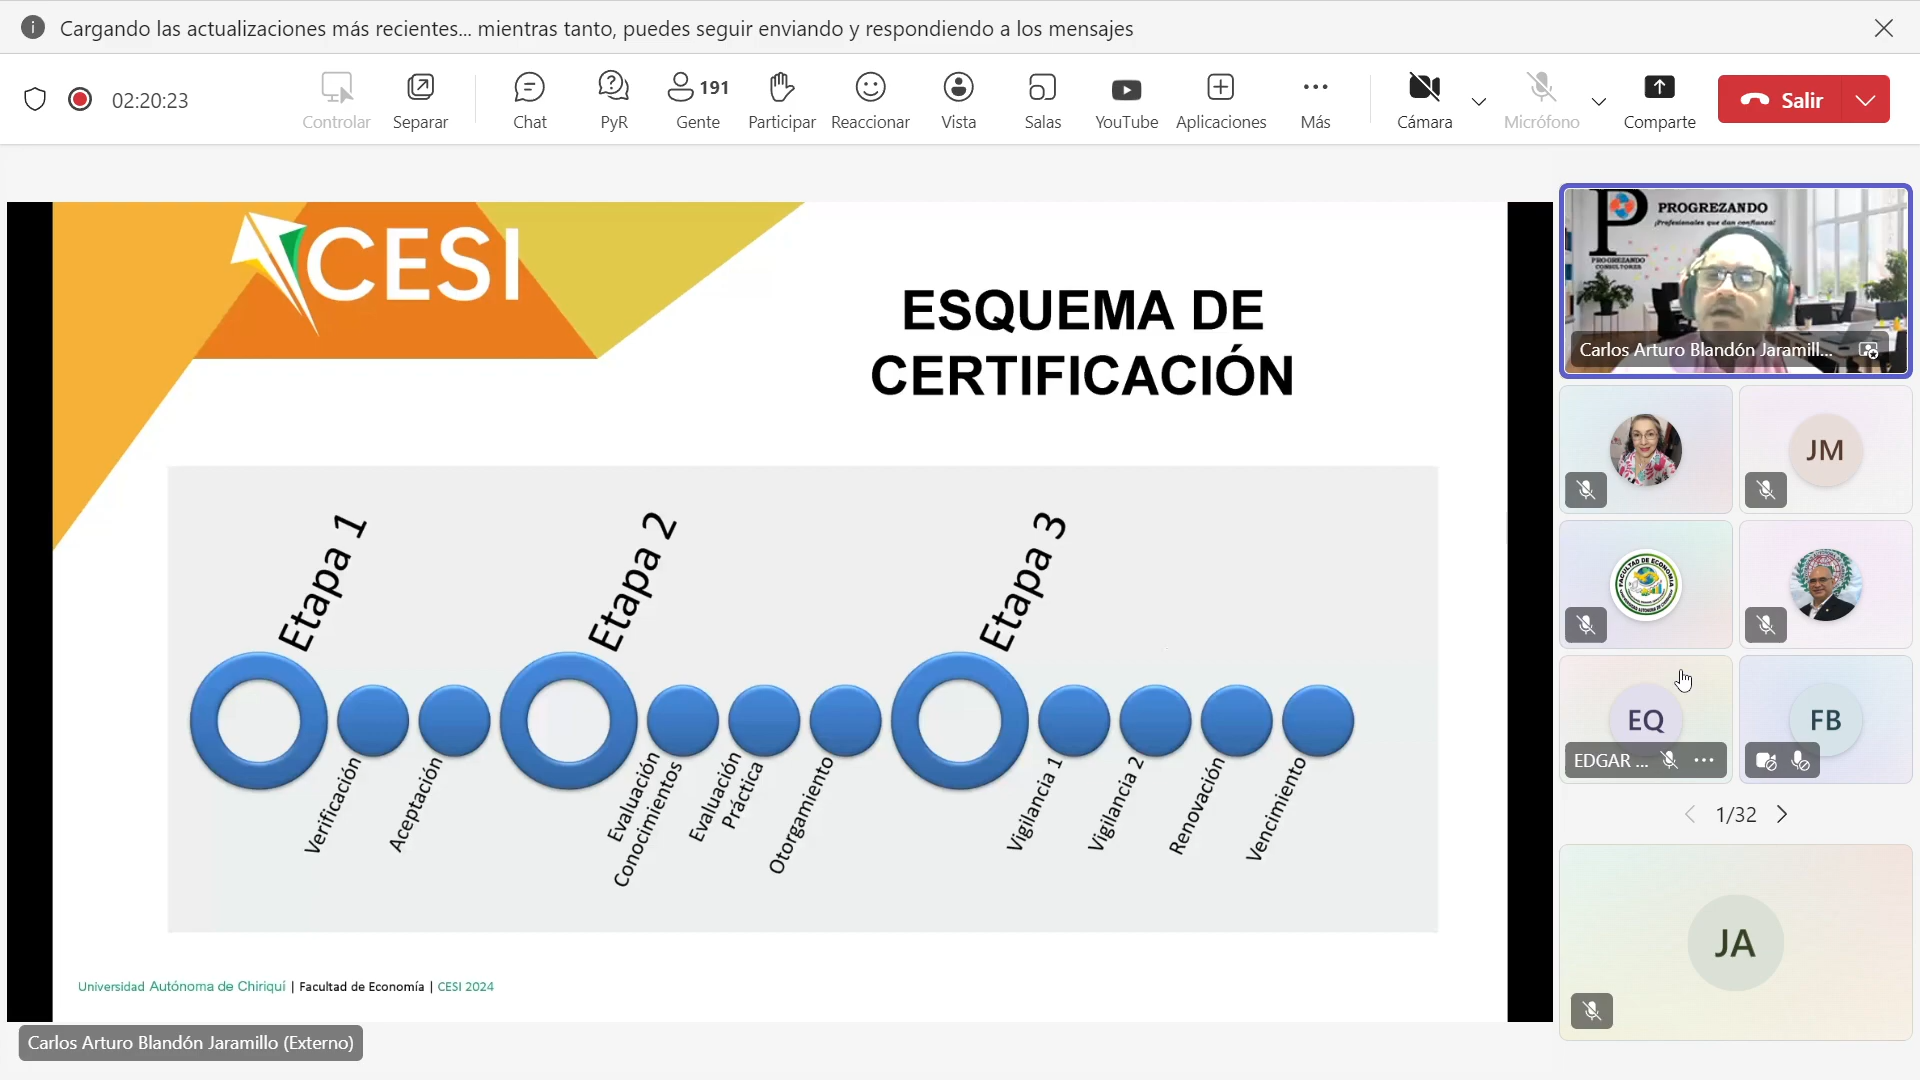 Cargando las actualizaciones más recientes... mientras tanto, puedes seguir enviando y respondiendo a los mensajes
02:20:23
Controlar
Separar
Chat
PyR
191
Gente
Participar
Reaccionar
Vista
Salas
YouTube
Aplicaciones
Más
Cámara
Micrófono
Comparte
Salir
CESI
ESQUEMA DE
CERTIFICACIÓN
Etapa 1
Verificación
Aceptación
Etapa 2
Evaluación
Conocimientos
Evaluación
Práctica
Otorgamiento
Etapa 3
Vigilancia 1
Vigilancia 2
Renovación
Vencimiento
Universidad Autónoma de Chiriquí | Facultad de Economía | CESI 2024
Carlos Arturo Blandón Jaramillo (Externo)
P
PROGREZANDO
¡Profesionales que dan confianza!
PROGREZANDO
CONSULTORES
Carlos Arturo Blandón Jaramill...
JM
FACULTAD DE ECONOMIA
EQ
EDGAR ...
FB
1/32
JA